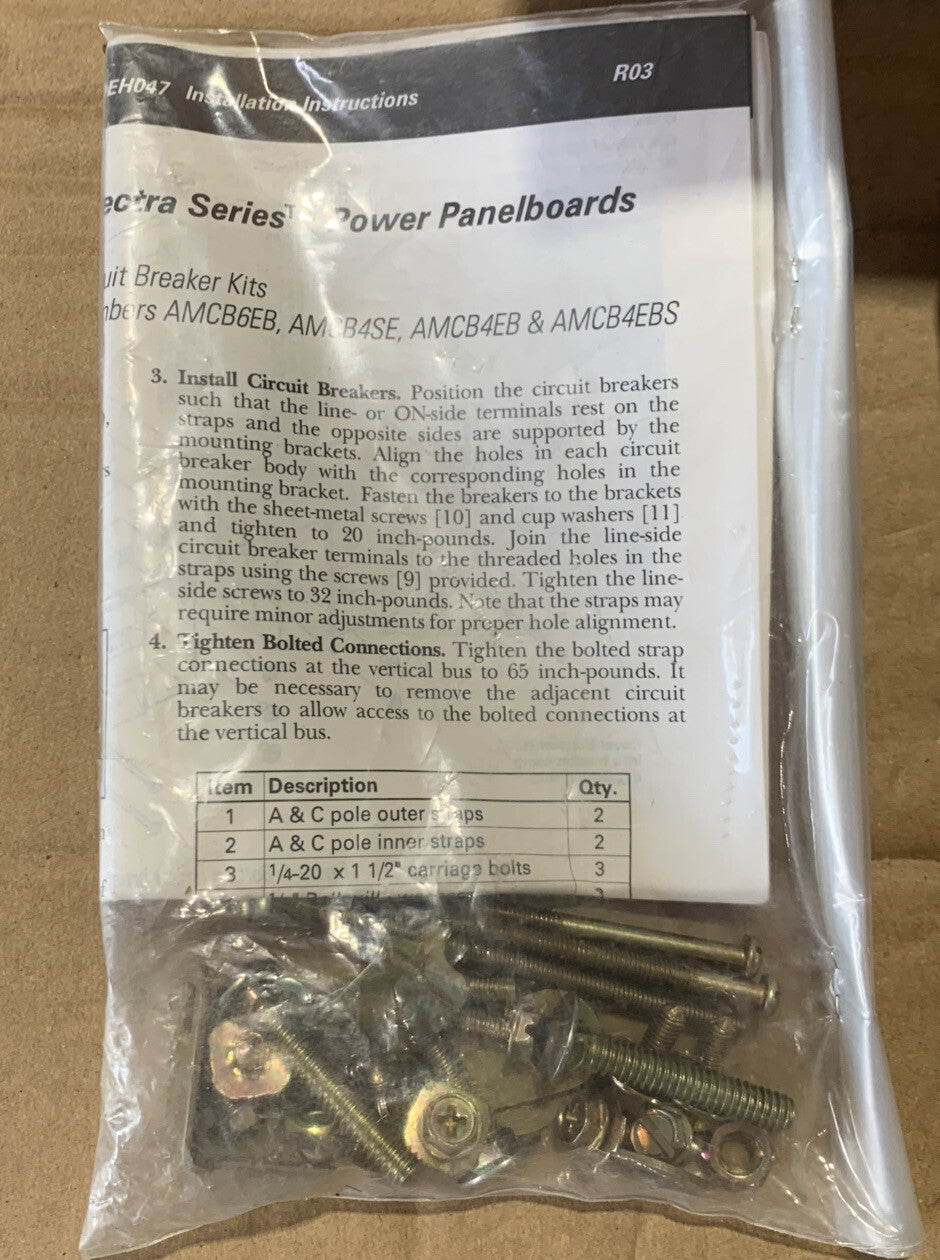 EH047 Installation Instructions R03
ectra Series™ Power Panelboards
uit Breaker Kits
nbers AMCB6EB, AMCB4SE, AMCB4EB & AMCB4EBS
3. Install Circuit Breakers. Position the circuit breakers
such that the line- or ON-side terminals rest on the
straps and the opposite sides are supported by the
mounting brackets. Align the holes in each circuit
breaker body with the corresponding holes in the
mounting bracket. Fasten the breakers to the brackets
with the sheet-metal screws [10] and cup washers [11]
and tighten to 20 inch-pounds. Join the line-side
circuit breaker terminals to the threaded holes in the
straps using the screws [9] provided. Tighten the line-
side screws to 32 inch-pounds. Note that the straps may
require minor adjustments for proper hole alignment.
4. Tighten Bolted Connections. Tighten the bolted strap
connections at the vertical bus to 65 inch-pounds. It
may be necessary to remove the adjacent circuit
breakers to allow access to the bolted connections at
the vertical bus.
Item Description Qty.
1 A & C pole outer straps 2
2 A & C pole inner straps 2
3 1/4-20 x 1 1/2" carriage bolts 3